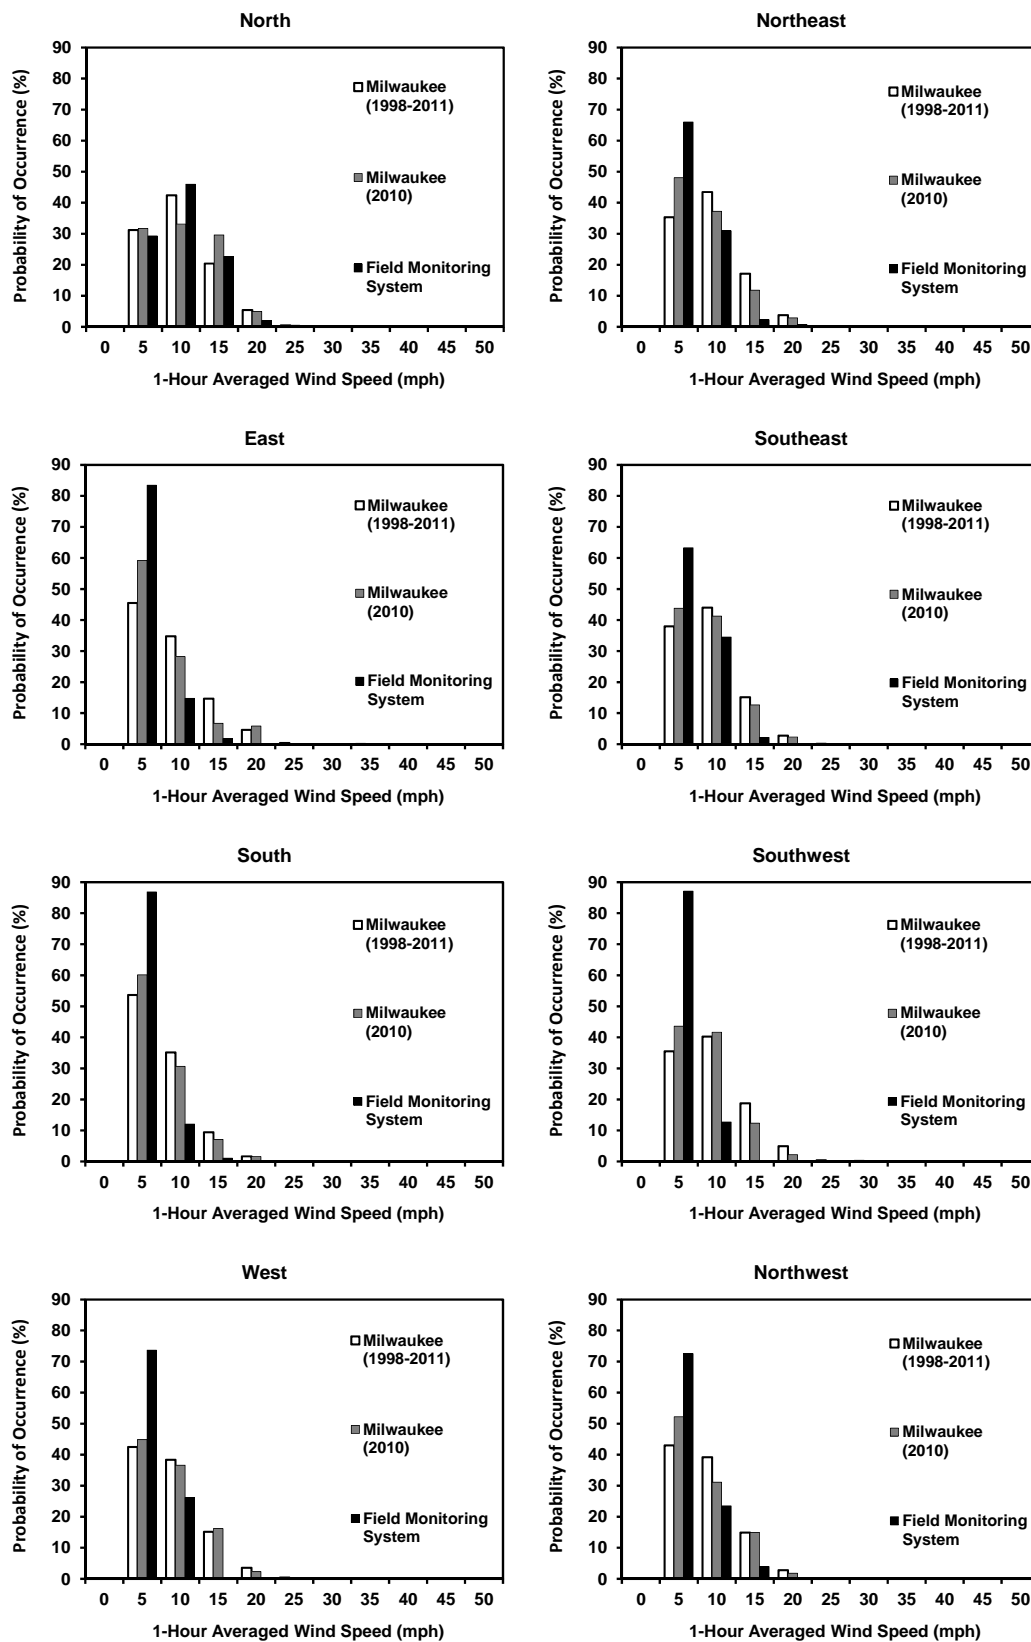 North
Probability of Occurrence (%)
90
80
70
60
50
40
30
20
10
0
Milwaukee
(1998-2011)
Milwaukee
(2010)
Field Monitoring
System
0 5 10 15 20 25 30 35 40 45 50
1-Hour Averaged Wind Speed (mph)
Northeast
Probability of Occurrence (%)
90
80
70
60
50
40
30
20
10
0
Milwaukee
(1998-2011)
Milwaukee
(2010)
Field Monitoring
System
0 5 10 15 20 25 30 35 40 45 50
1-Hour Averaged Wind Speed (mph)
East
Probability of Occurrence (%)
90
80
70
60
50
40
30
20
10
0
Milwaukee
(1998-2011)
Milwaukee
(2010)
Field Monitoring
System
0 5 10 15 20 25 30 35 40 45 50
1-Hour Averaged Wind Speed (mph)
Southeast
Probability of Occurrence (%)
90
80
70
60
50
40
30
20
10
0
Milwaukee
(1998-2011)
Milwaukee
(2010)
Field Monitoring
System
0 5 10 15 20 25 30 35 40 45 50
1-Hour Averaged Wind Speed (mph)
South
Probability of Occurrence (%)
90
80
70
60
50
40
30
20
10
0
Milwaukee
(1998-2011)
Milwaukee
(2010)
Field Monitoring
System
0 5 10 15 20 25 30 35 40 45 50
1-Hour Averaged Wind Speed (mph)
Southwest
Probability of Occurrence (%)
90
80
70
60
50
40
30
20
10
0
Milwaukee
(1998-2011)
Milwaukee
(2010)
Field Monitoring
System
0 5 10 15 20 25 30 35 40 45 50
1-Hour Averaged Wind Speed (mph)
West
Probability of Occurrence (%)
90
80
70
60
50
40
30
20
10
0
Milwaukee
(1998-2011)
Milwaukee
(2010)
Field Monitoring
System
0 5 10 15 20 25 30 35 40 45 50
1-Hour Averaged Wind Speed (mph)
Northwest
Probability of Occurrence (%)
90
80
70
60
50
40
30
20
10
0
Milwaukee
(1998-2011)
Milwaukee
(2010)
Field Monitoring
System
0 5 10 15 20 25 30 35 40 45 50
1-Hour Averaged Wind Speed (mph)